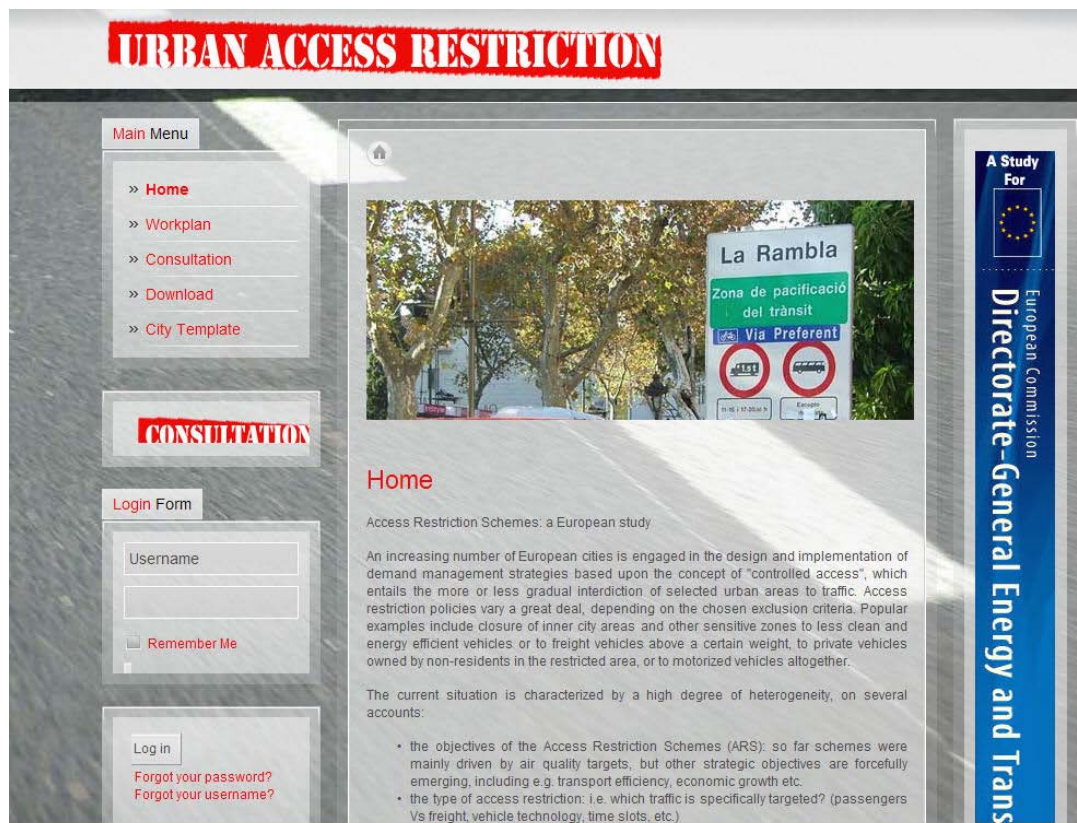 URBAN ACCESS RESTRICTION
Main Menu
» Home
» Workplan
» Consultation
» Download
» City Template
CONSULTATION
Login Form
Username
Remember Me
Log in
Forgot your password?
Forgot your username?
La Rambla
Zona de pacificació
del trànsit
Via Preferent
Home
Access Restriction Schemes: a European study
An increasing number of European cities is engaged in the design and implementation of
demand management strategies based upon the concept of "controlled access", which
entails the more or less gradual interdiction of selected urban areas to traffic. Access
restriction policies vary a great deal, depending on the chosen exclusion criteria. Popular
examples include closure of inner city areas and other sensitive zones to less clean and
energy efficient vehicles or to freight vehicles above a certain weight, to private vehicles
owned by non-residents in the restricted area, or to motorized vehicles altogether.
The current situation is characterized by a high degree of heterogeneity, on several
accounts:
• the objectives of the Access Restriction Schemes (ARS): so far schemes were
mainly driven by air quality targets, but other strategic objectives are forcefully
emerging, including e.g. transport efficiency, economic growth etc.
• the type of access restriction: i.e. which traffic is specifically targeted? (passengers
Vs freight, vehicle technology, time slots, etc.)
A Study
For
European Commission
Directorate-General Energy and Trans